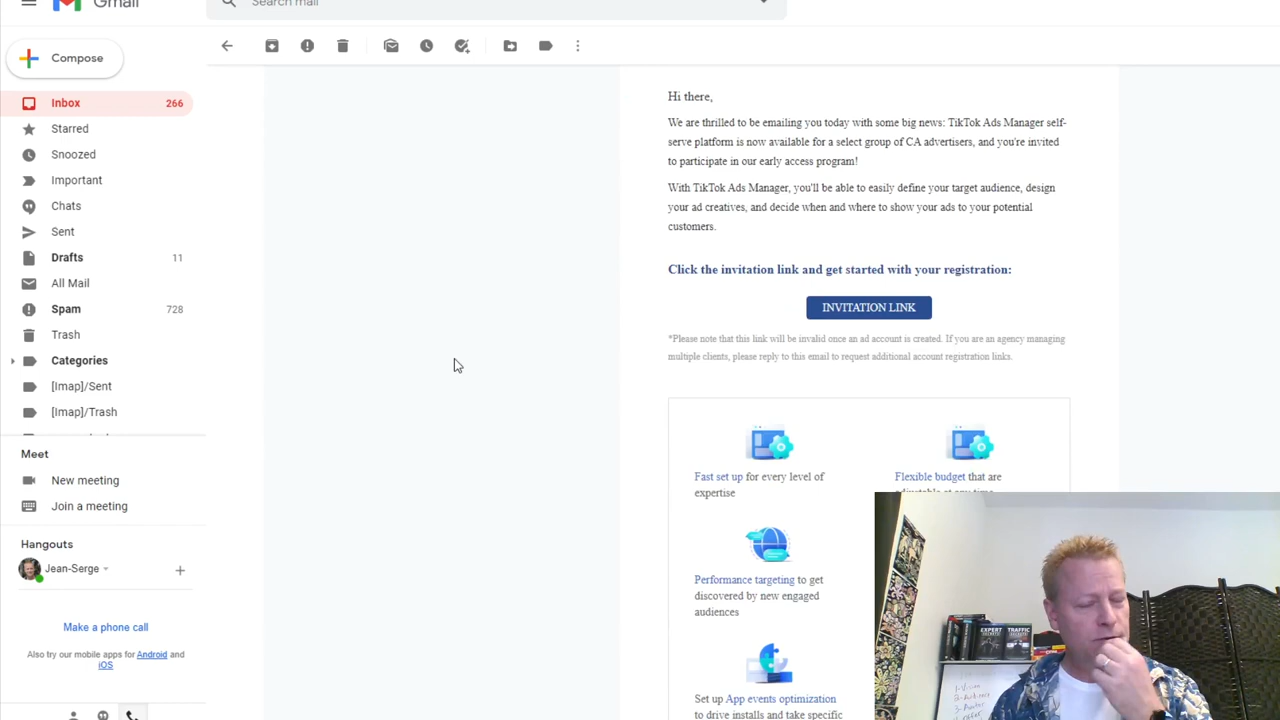 Gmail
Search mail
Compose
Inbox 266
Starred
Snoozed
Important
Chats
Sent
Drafts 11
All Mail
Spam 728
Trash
Categories
[Imap]/Sent
[Imap]/Trash
Meet
New meeting
Join a meeting
Hangouts
Jean-Serge
Make a phone call
Also try our mobile apps for Android and
iOS
Hi there,
We are thrilled to be emailing you today with some big news: TikTok Ads Manager self-
serve platform is now available for a select group of CA advertisers, and you're invited
to participate in our early access program!
With TikTok Ads Manager, you'll be able to easily define your target audience, design
your ad creatives, and decide when and where to show your ads to your potential
customers.
Click the invitation link and get started with your registration:
INVITATION LINK
*Please note that this link will be invalid once an ad account is created. If you are an agency managing
multiple clients, please reply to this email to request additional account registration links.
Fast set up for every level of
expertise
Flexible budget that are
adjustable at any time
Performance targeting to get
discovered by new engaged
audiences
Set up App events optimization
to drive installs and take specific
EXPERT
SECRETS
TRAFFIC
SECRETS